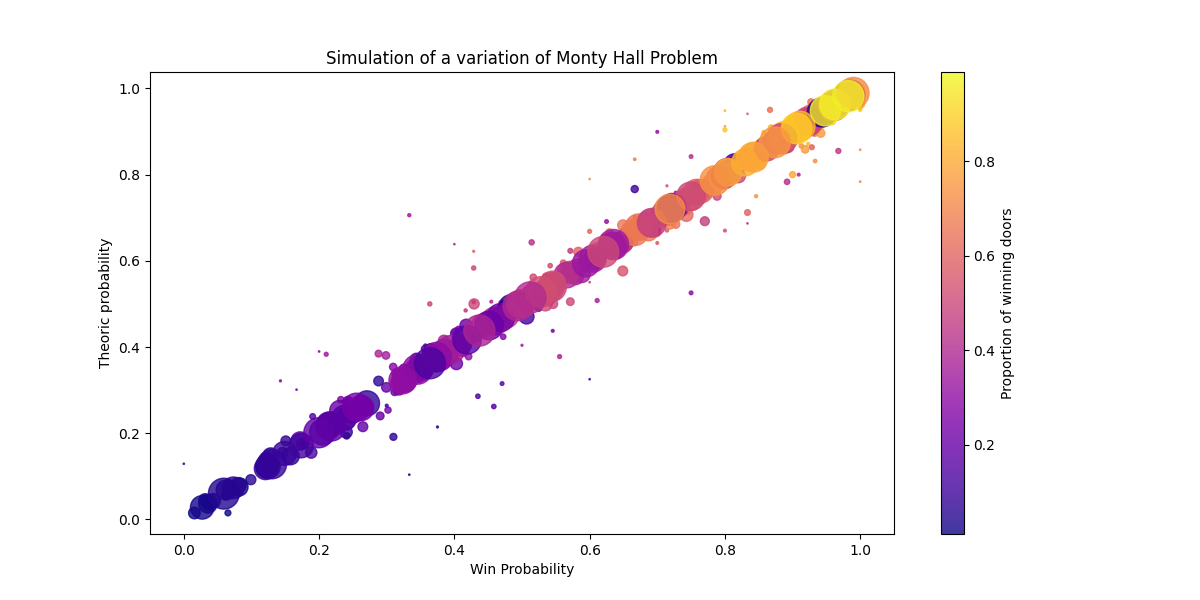 Simulation of a variation of Monty Hall Problem
Theoric probability
1.0
0.8
0.6
0.4
0.2
0.0
0.0 0.2 0.4 0.6 0.8 1.0
Win Probability
0.8
0.6
0.4
0.2
Proportion of winning doors